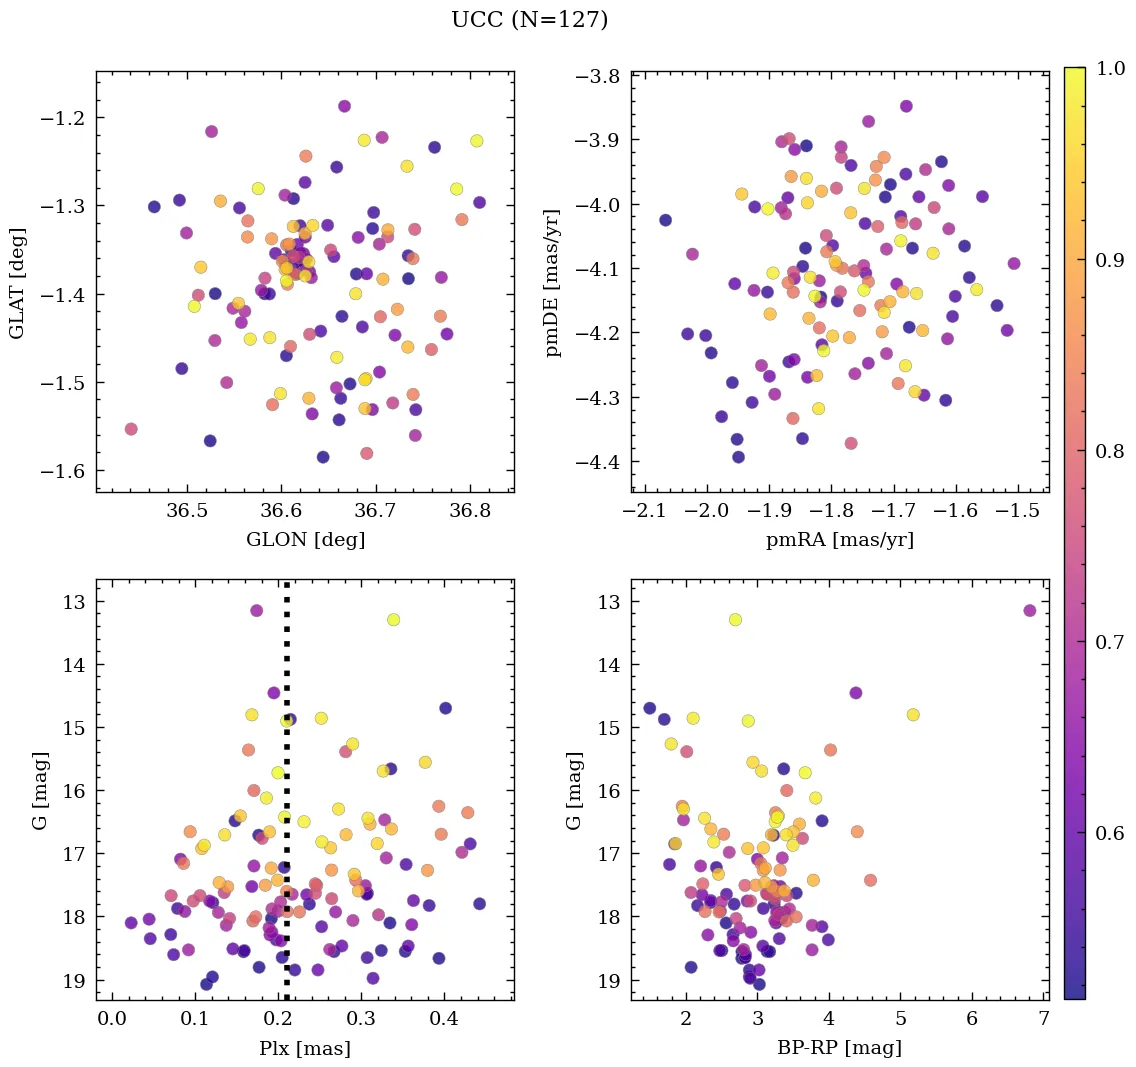 UCC (N=127)
−1.2
−1.3
−1.4
−1.5
−1.6
GLAT [deg]
36.5 36.6 36.7 36.8
GLON [deg]
−3.8
−3.9
−4.0
−4.1
−4.2
−4.3
−4.4
pmDE [mas/yr]
−2.1 −2.0 −1.9 −1.8 −1.7 −1.6 −1.5
pmRA [mas/yr]
1.0
0.9
0.8
0.7
0.6
13
14
15
16
17
18
19
G [mag]
0.0 0.1 0.2 0.3 0.4
Plx [mas]
13
14
15
16
17
18
19
G [mag]
2 3 4 5 6 7
BP-RP [mag]